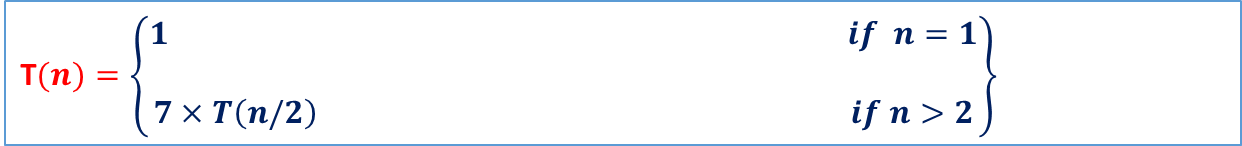 T(n) = { 1 if n = 1
7 × T(n/2) if n > 2 }